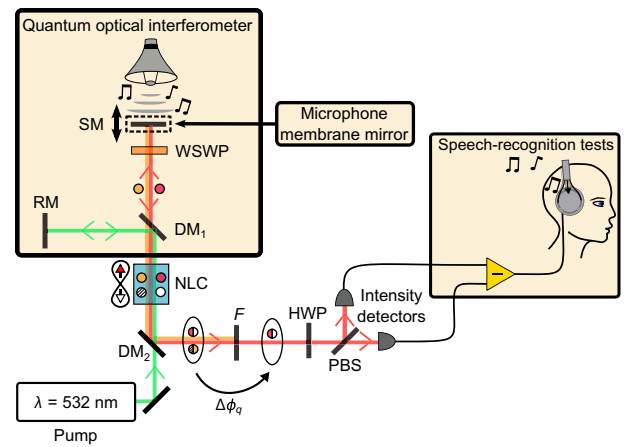 Quantum optical interferometer
SM
Microphone
membrane mirror
WSWP
Speech-recognition tests
RM
DM₁
NLC
Intensity
detectors
F
HWP
DM₂
PBS
Δϕq
λ = 532 nm
Pump